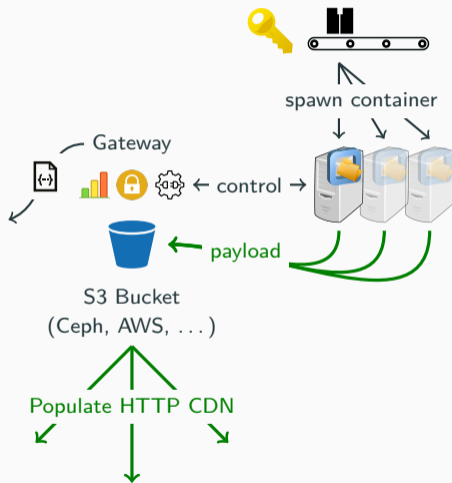 spawn container
Gateway
control
payload
S3 Bucket
(Ceph, AWS, ...)
Populate HTTP CDN